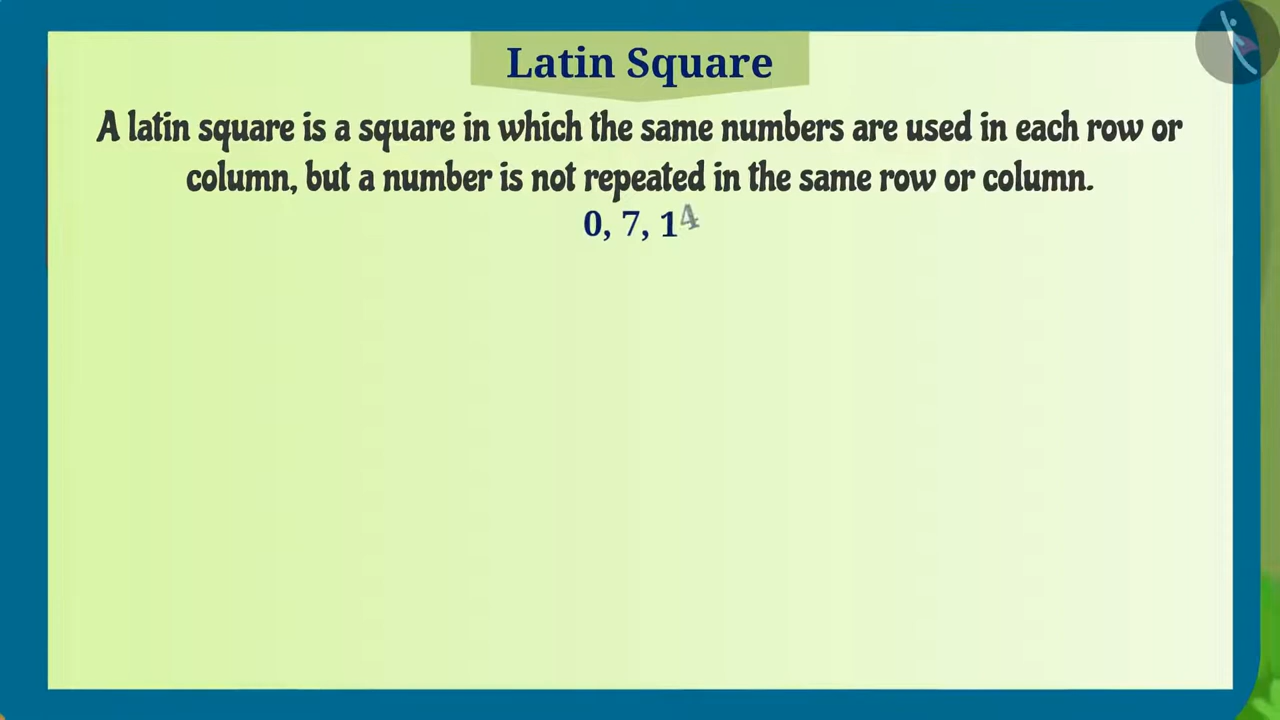 Latin Square
A latin square is a square in which the same numbers are used in each row or
column, but a number is not repeated in the same row or column.
0, 7, 14